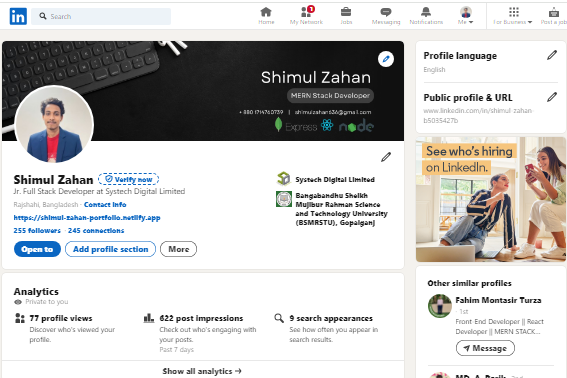 in
Search
Home
My Network
1
Jobs
Messaging
Notifications
Me
For Business
Post a job
Shimul Zahan
MERN Stack Developer
+ 880 1714760739 | shimulzahan636@gmail.com
Express
node
Shimul Zahan
Verify now
Jr. Full Stack Developer at Systech Digital Limited
Rajshahi, Bangladesh · Contact info
https://shimul-zahan-portfolio.netlify.app
255 followers · 245 connections
Open to
Add profile section
More
Systech Digital Limited
Bangabandhu Sheikh
Mujibur Rahman Science
and Technology University
(BSMRSTU), Gopalganj
Analytics
Private to you
77 profile views
Discover who's viewed your
profile.
622 post impressions
Check out who's engaging with
your posts.
Past 7 days
9 search appearances
See how often you appear in
search results.
Show all analytics →
Profile language
English
Public profile & URL
www.linkedin.com/in/shimul-zahan-
b5035427b
See who's hiring
on LinkedIn.
Other similar profiles
Fahim Montasir Turza
· 1st
Front-End Developer || React
Developer || MERN STACK...
Message